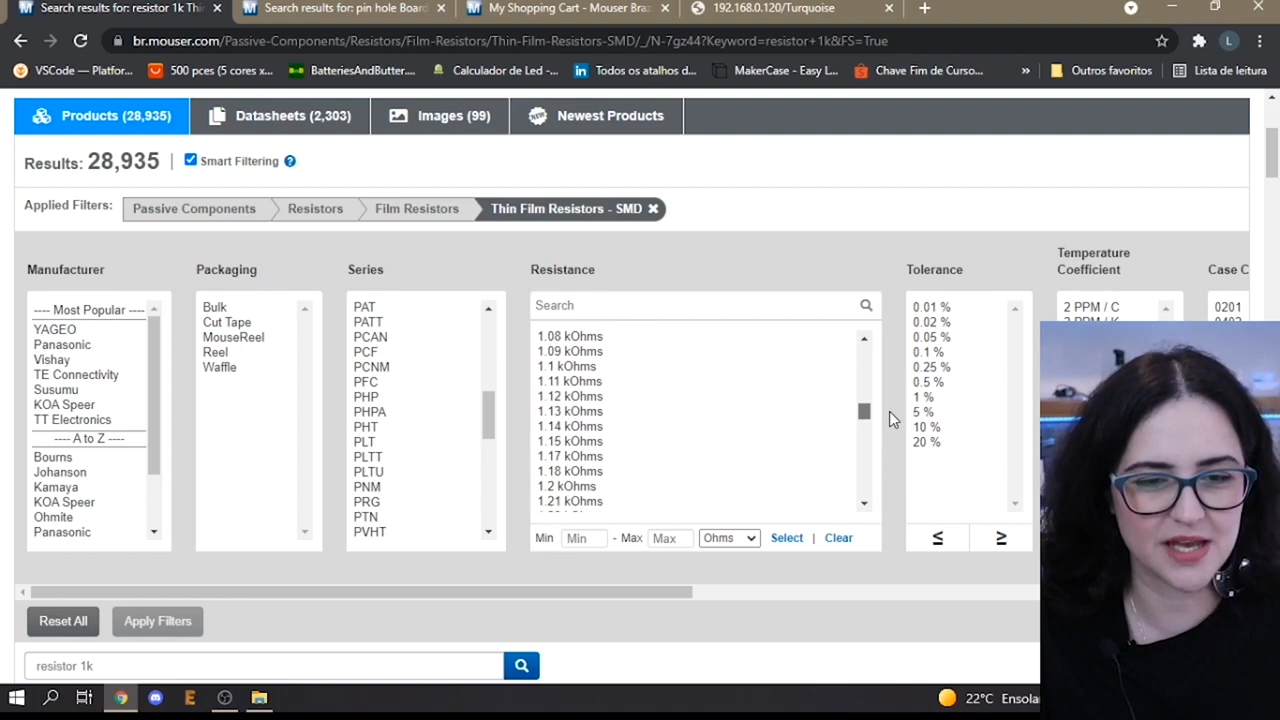 Search results for: resistor 1k Thi
Search results for: pin hole Board
My Shopping Cart - Mouser Braz
192.168.0.120/Turquoise
br.mouser.com/Passive-Components/Resistors/Film-Resistors/Thin-Film-Resistors-SMD/_/N-7gz44?Keyword=resistor+1k&FS=True
L
VSCode — Platfor...
500 pces (5 cores x...
BatteriesAndButter...
Calculador de Led -...
Todos os atalhos d...
MakerCase - Easy L...
Chave Fim de Curso...
»
Outros favoritos
Lista de leitura
Products (28,935)
Datasheets (2,303)
Images (99)
NEW
Newest Products
Results: 28,935 | Smart Filtering ?
Applied Filters: Passive Components Resistors Film Resistors Thin Film Resistors - SMD
Manufacturer
---- Most Popular ----
YAGEO
Panasonic
Vishay
TE Connectivity
Susumu
KOA Speer
TT Electronics
---- A to Z ----
Bourns
Johanson
Kamaya
KOA Speer
Ohmite
Panasonic
Packaging
Bulk
Cut Tape
MouseReel
Reel
Waffle
Series
PAT
PATT
PCAN
PCF
PCNM
PFC
PHP
PHPA
PHT
PLT
PLTT
PLTU
PNM
PRG
PTN
PVHT
Resistance
Search
1.08 kOhms
1.09 kOhms
1.1 kOhms
1.11 kOhms
1.12 kOhms
1.13 kOhms
1.14 kOhms
1.15 kOhms
1.17 kOhms
1.18 kOhms
1.2 kOhms
1.21 kOhms
Min Min - Max Max Ohms Select | Clear
Tolerance
0.01 %
0.02 %
0.05 %
0.1 %
0.25 %
0.5 %
1 %
5 %
10 %
20 %
≤ ≥
Temperature
Coefficient
2 PPM / C
Case C
0201
Reset All
Apply Filters
resistor 1k
22°C Ensola